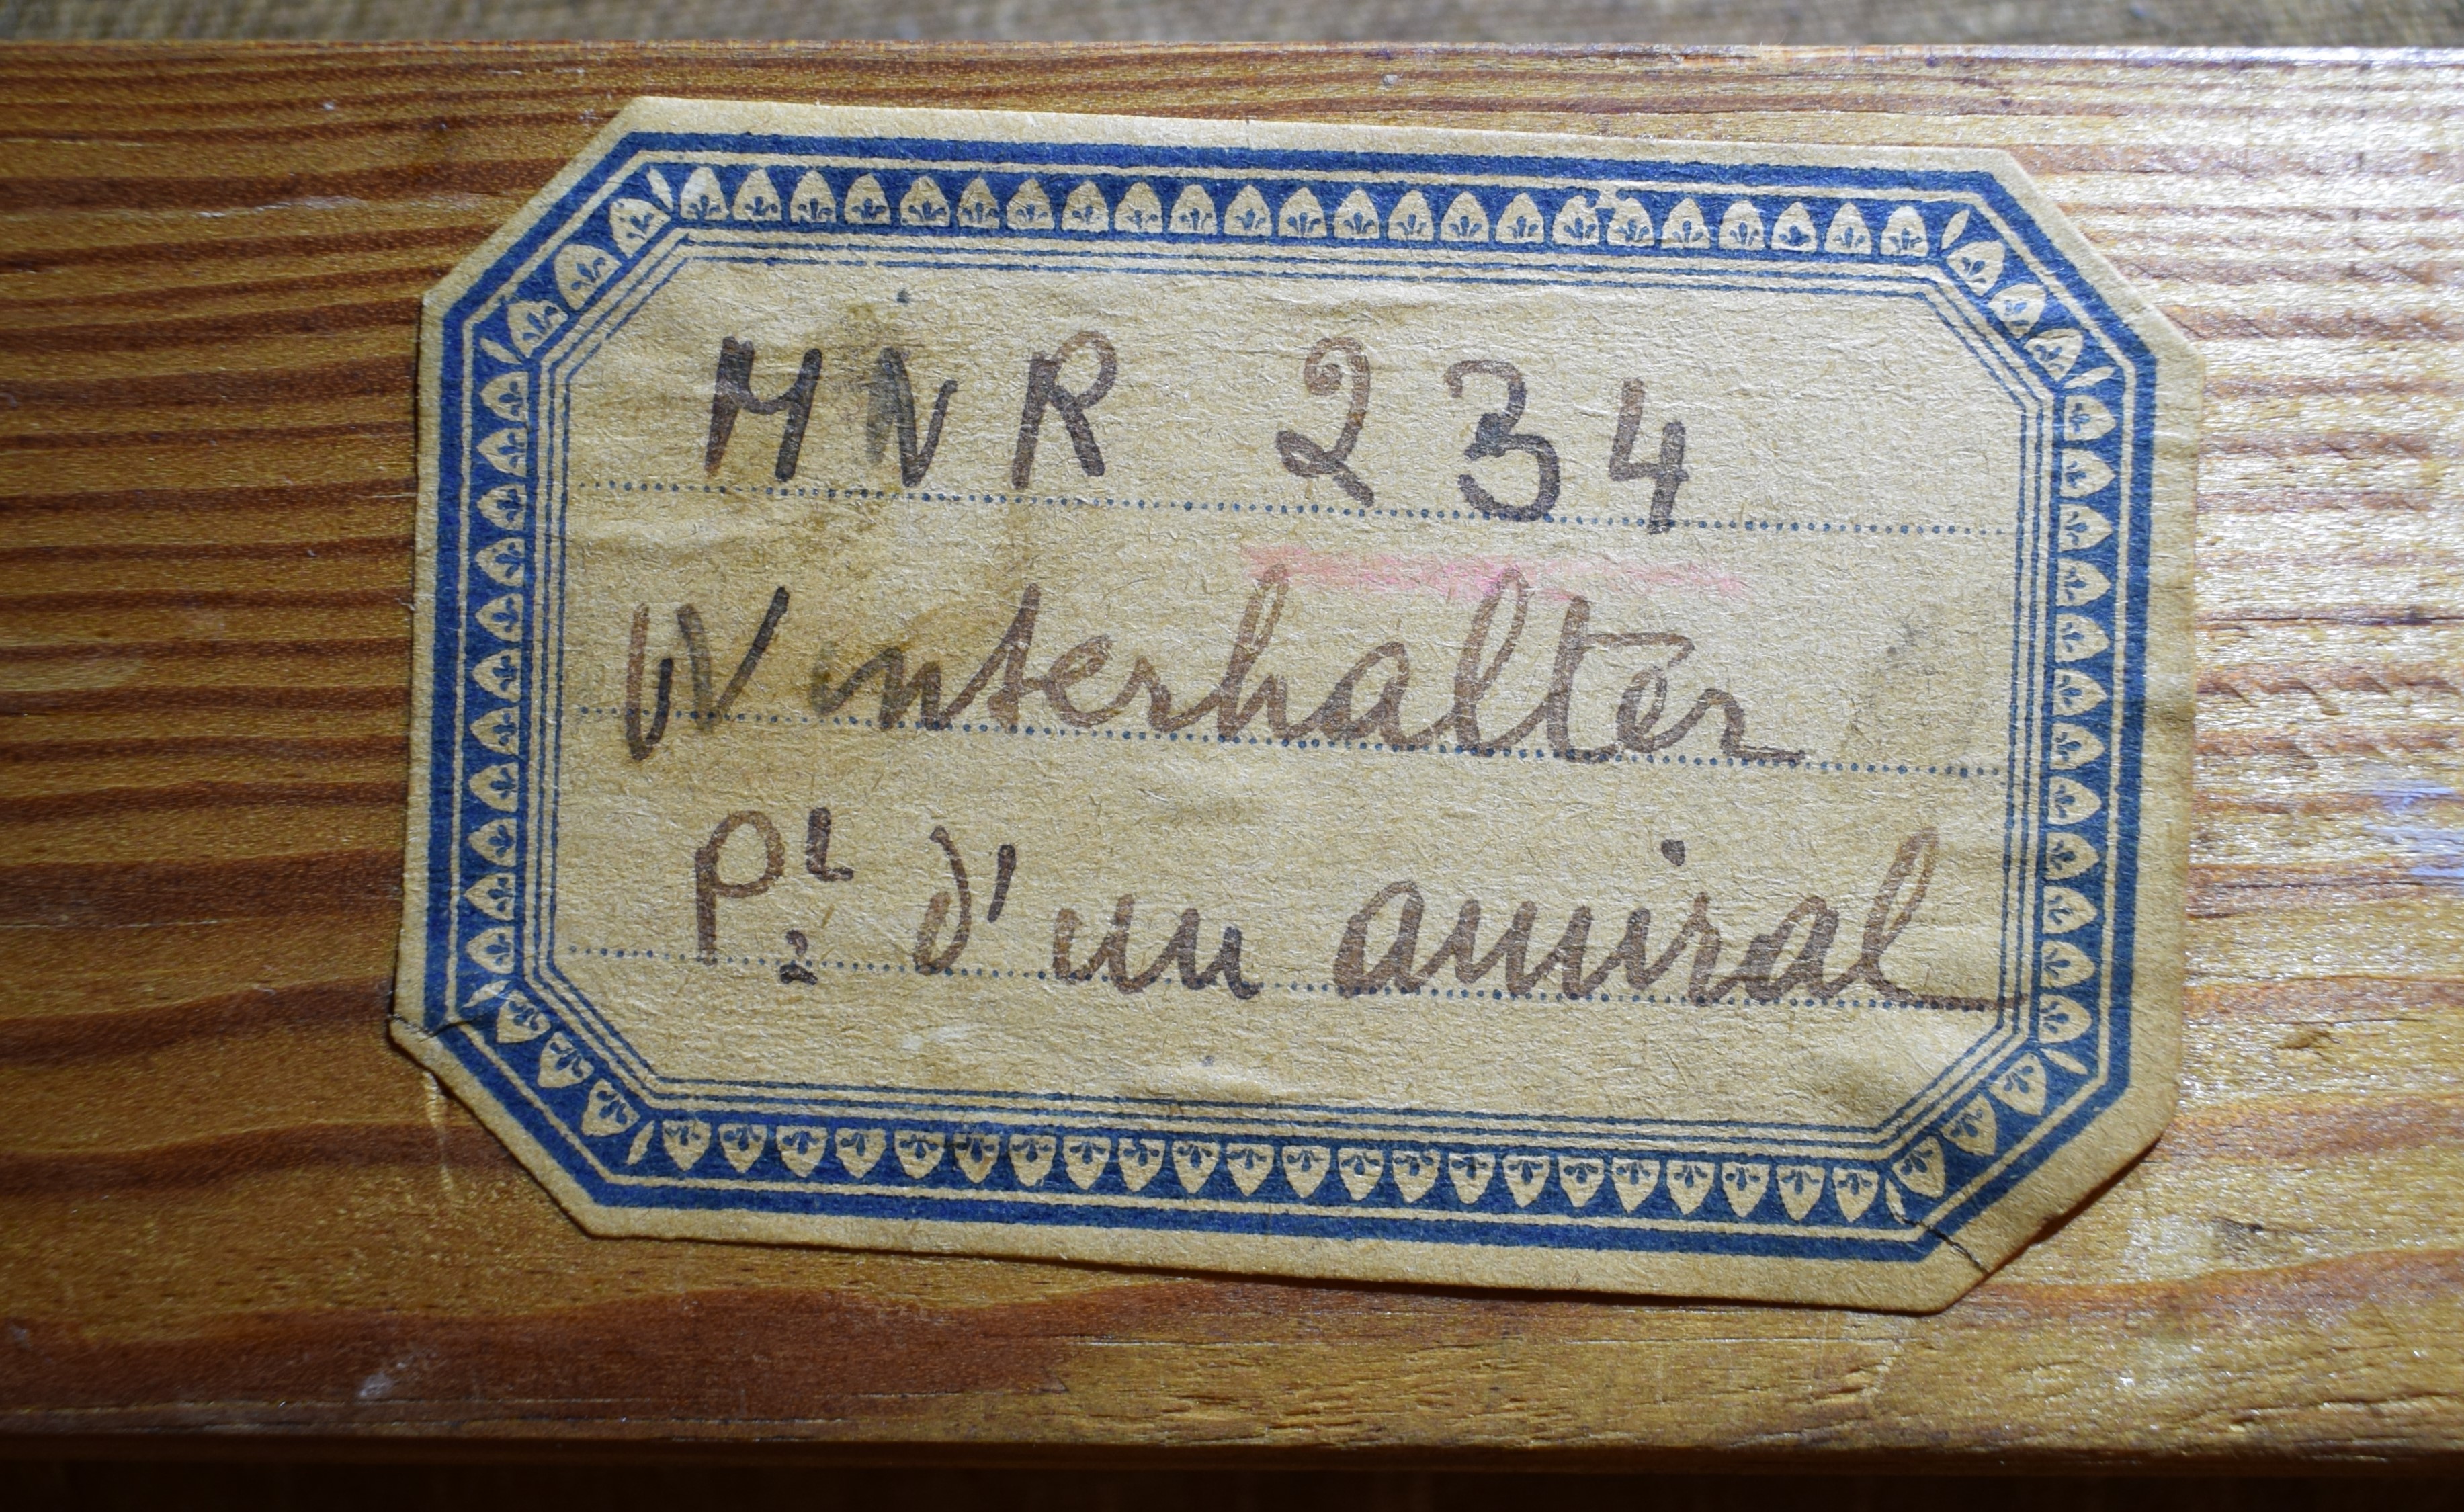 MNR 234
Winterhalter
Pt d'un amiral